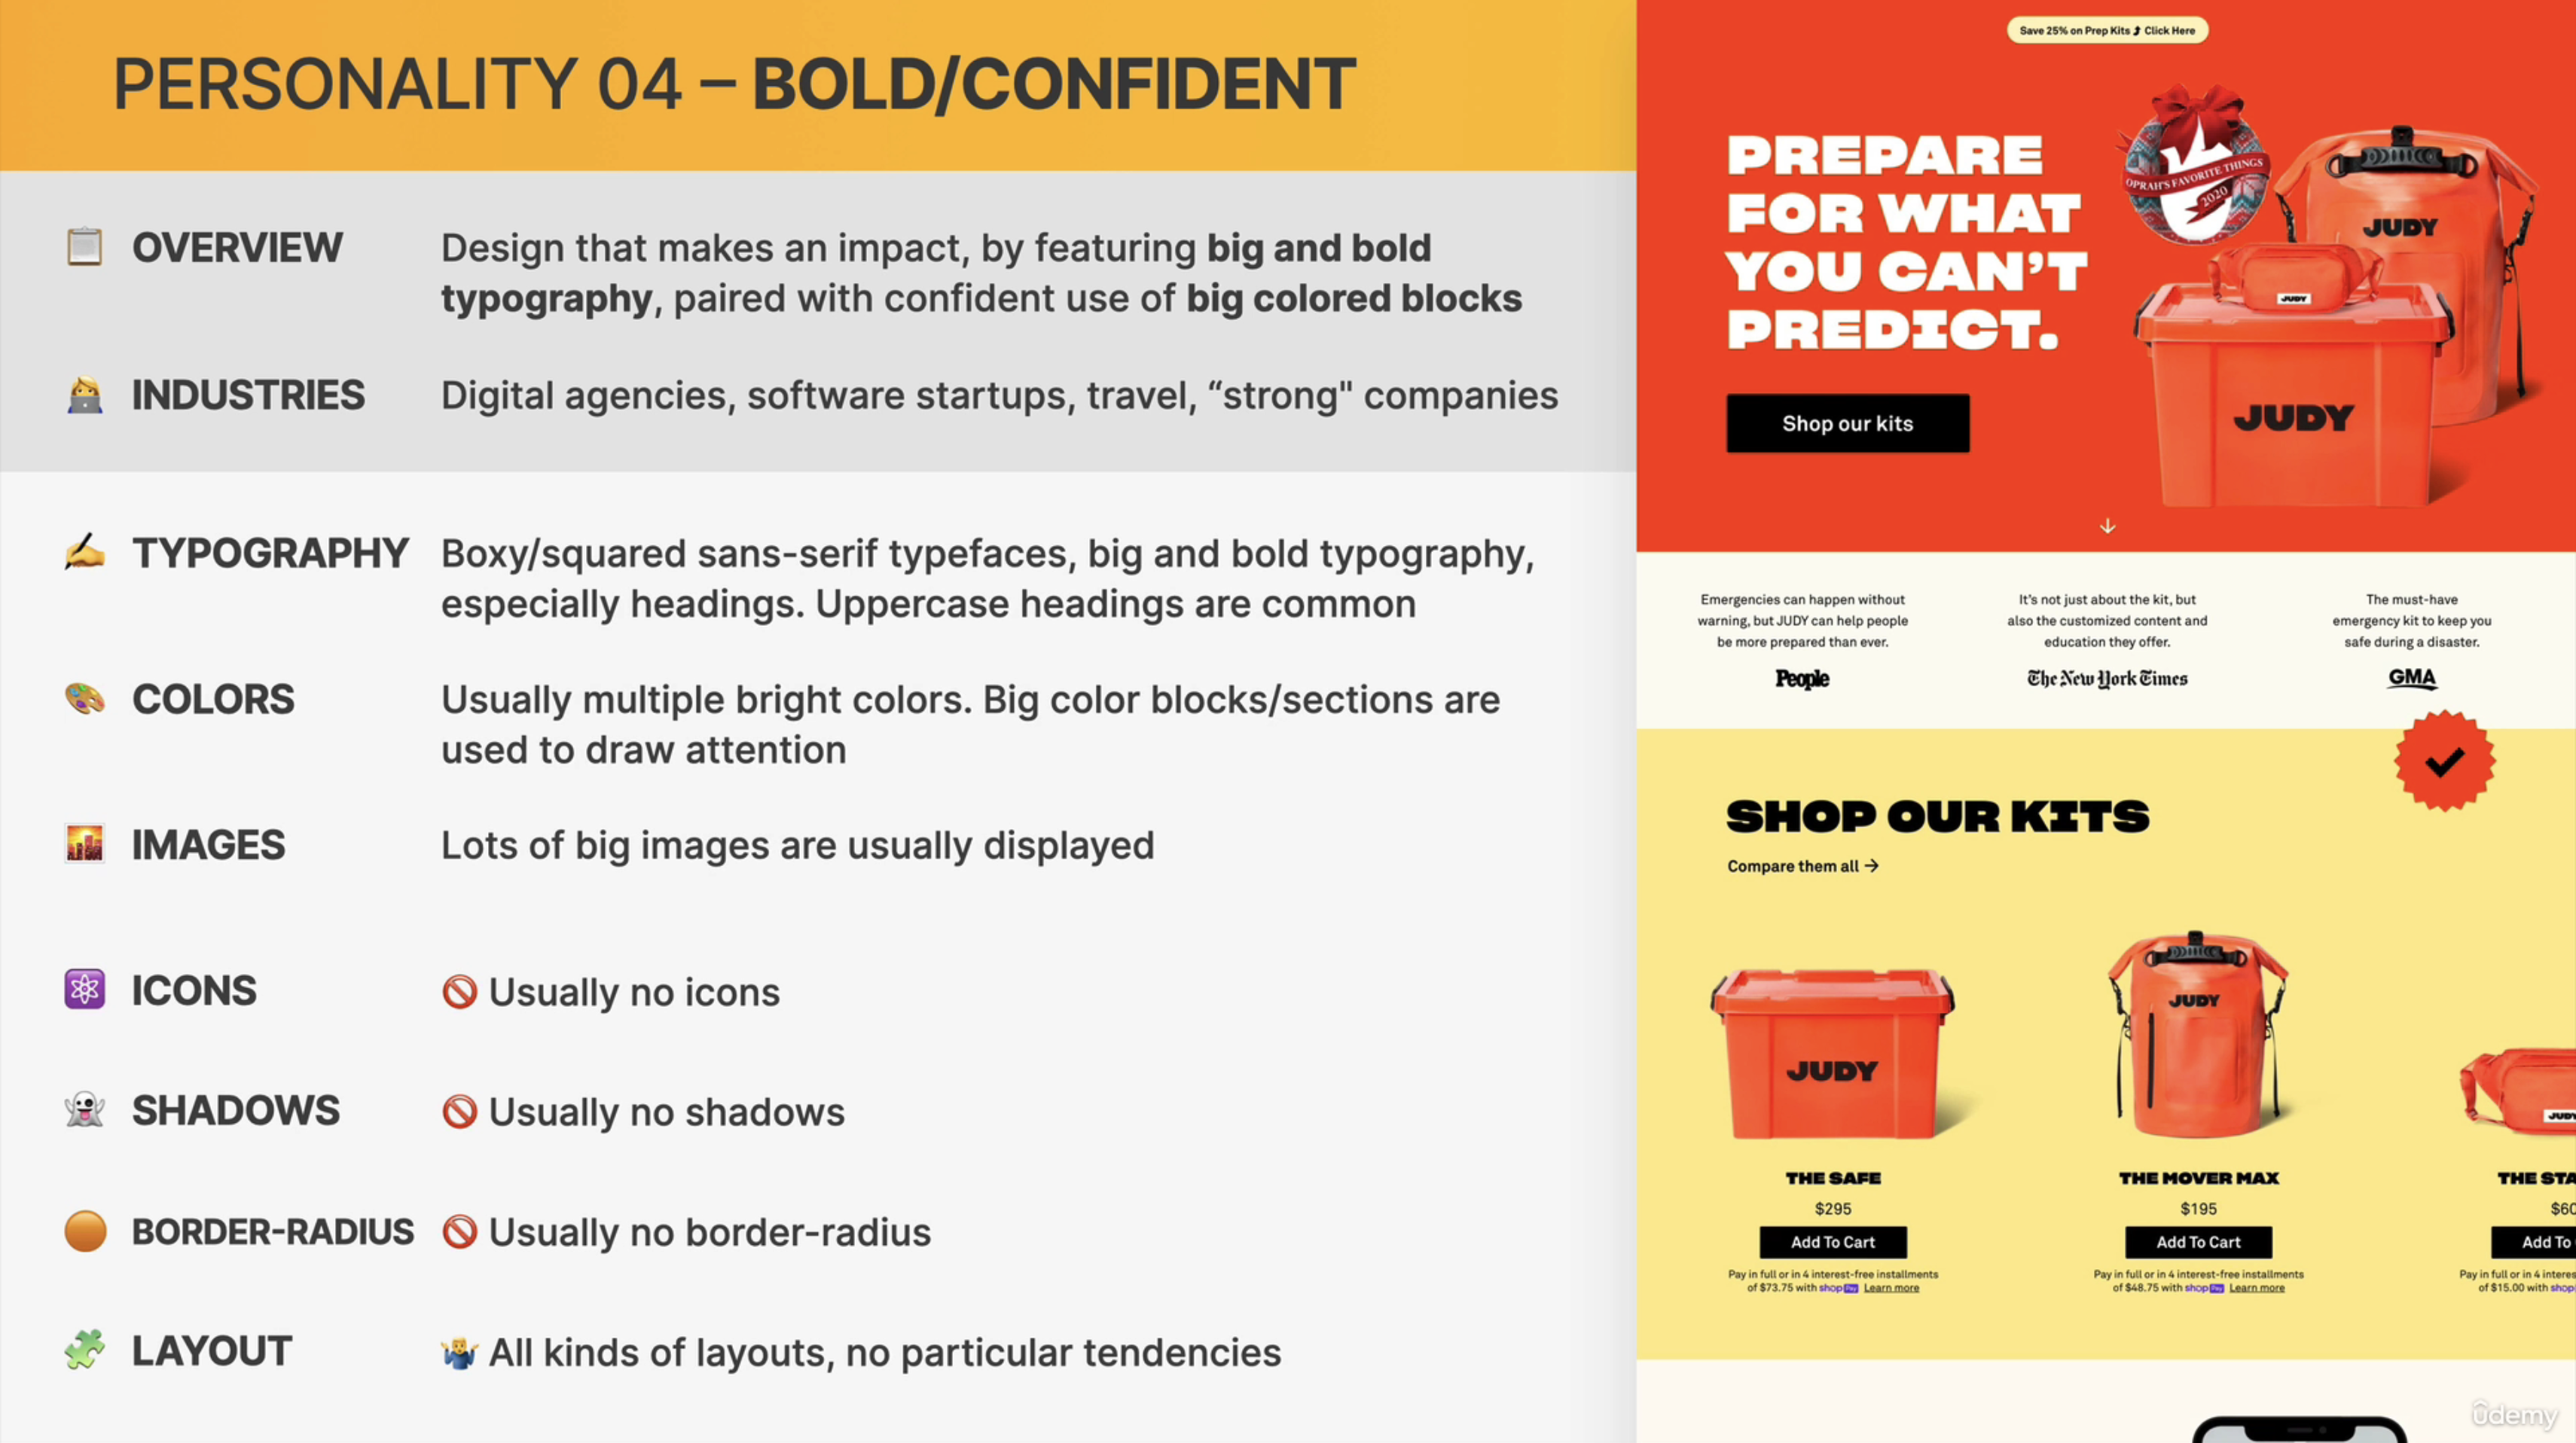 PERSONALITY 04 – BOLD/CONFIDENT
OVERVIEW
Design that makes an impact, by featuring big and bold
typography, paired with confident use of big colored blocks
INDUSTRIES
Digital agencies, software startups, travel, “strong" companies
TYPOGRAPHY
Boxy/squared sans-serif typefaces, big and bold typography,
especially headings. Uppercase headings are common
COLORS
Usually multiple bright colors. Big color blocks/sections are
used to draw attention
IMAGES
Lots of big images are usually displayed
ICONS
Usually no icons
SHADOWS
Usually no shadows
BORDER-RADIUS
Usually no border-radius
LAYOUT
All kinds of layouts, no particular tendencies
Save 25% on Prep Kits Click Here
PREPARE
FOR WHAT
YOU CAN’T
PREDICT.
Shop our kits
OPRAH'S FAVORITE THINGS
2020
JUDY
JUDY
JUDY
Emergencies can happen without
warning, but JUDY can help people
be more prepared than ever.
People
It’s not just about the kit, but
also the customized content and
education they offer.
The New York Times
The must-have
emergency kit to keep you
safe during a disaster.
GMA
SHOP OUR KITS
Compare them all →
JUDY
THE SAFE
$295
Add To Cart
Pay in full or in 4 interest-free installments
of $73.75 with shop Pay Learn more
JUDY
THE MOVER MAX
$195
Add To Cart
Pay in full or in 4 interest-free installments
of $48.75 with shop Pay Learn more
JUDY
THE STA
$60
Add To
Pay in full or in 4 interes
of $15.00 with shop
ûdemy